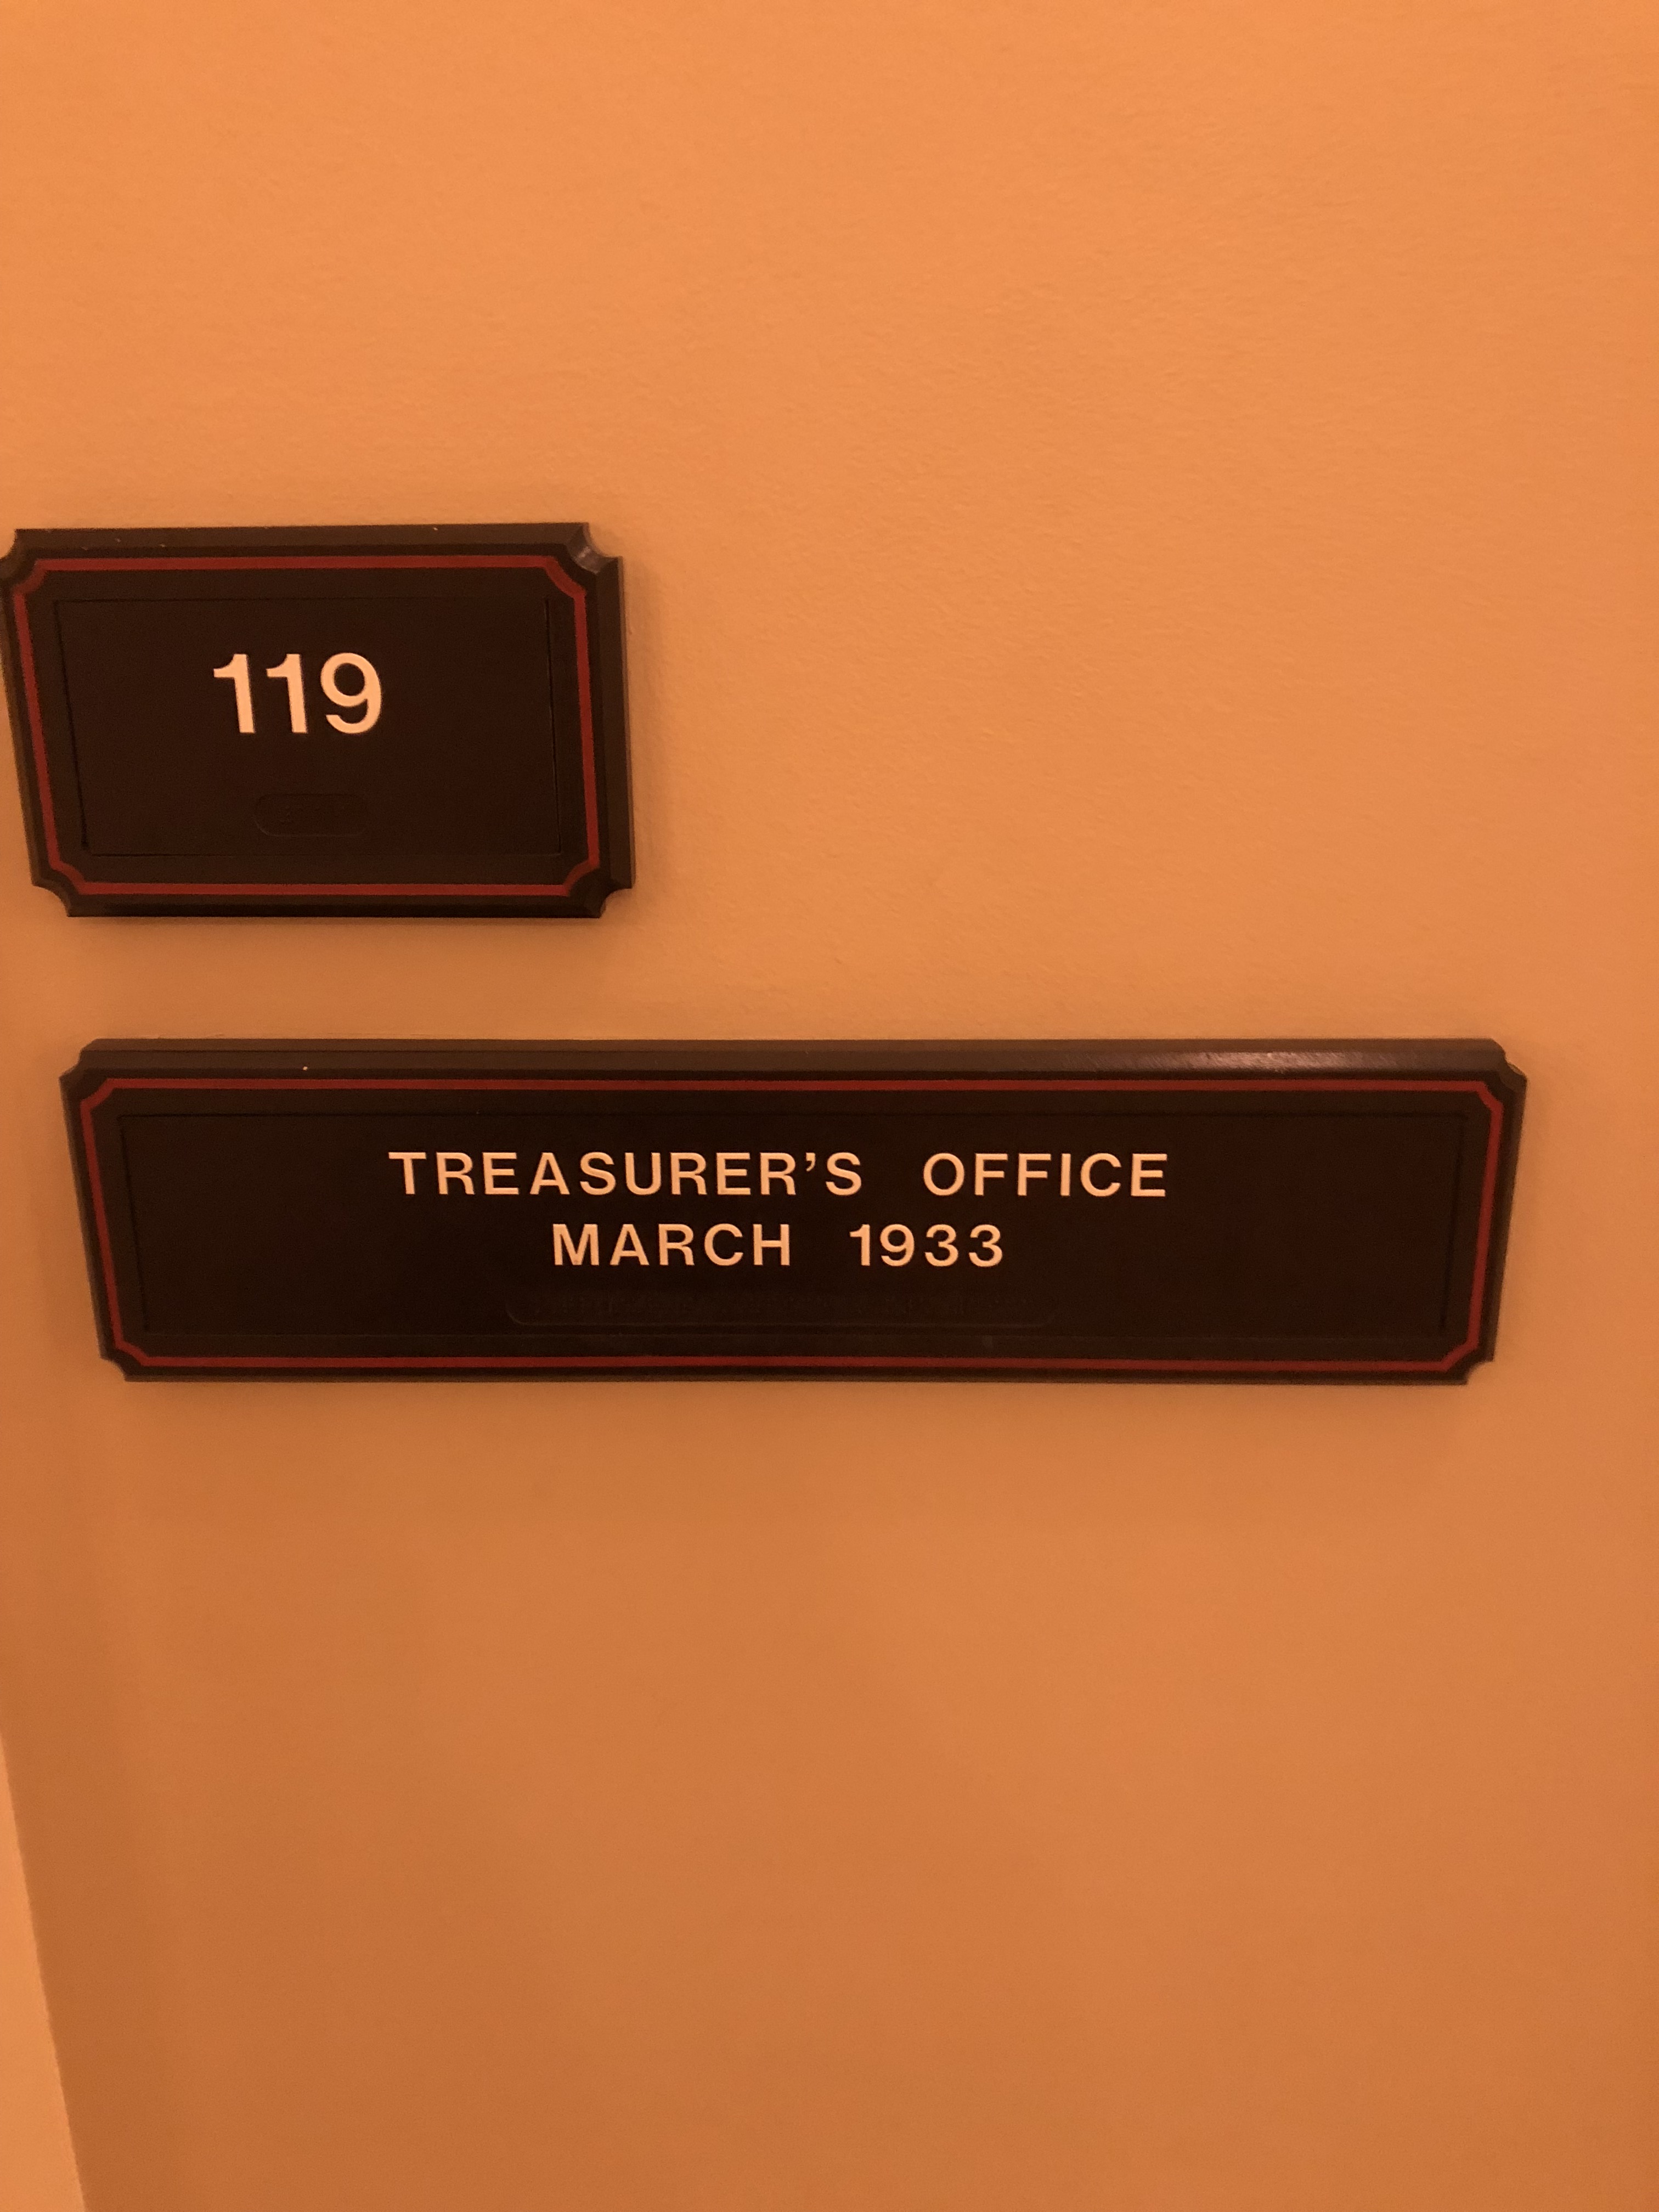 119
TREASURER'S OFFICE
MARCH 1933